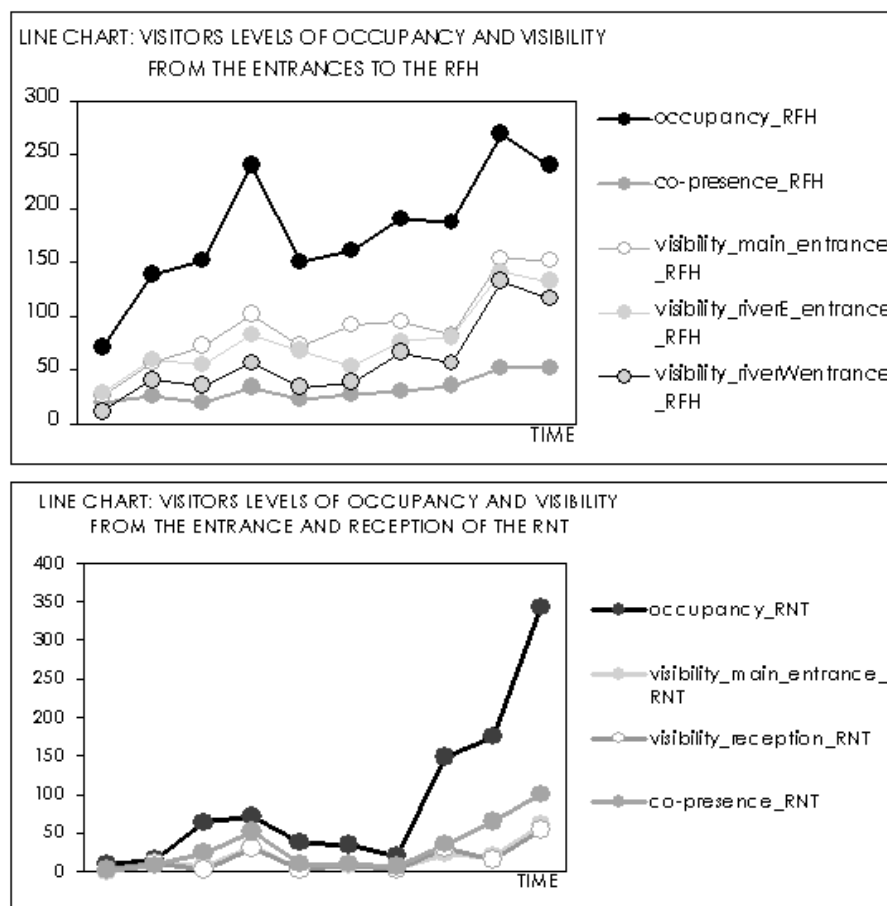 LINE CHART: VISITORS LEVELS OF OCCUPANCY AND VISIBILITY
FROM THE ENTRANCES TO THE RFH
300
250
200
150
100
50
0
TIME
occupancy_RFH
co-presence_RFH
visibility_main_entrance
_RFH
visibility_riverE_entrance
_RFH
visibility_riverWentrance
_RFH
LINE CHART: VISITORS LEVELS OF OCCUPANCY AND VISIBILITY
FROM THE ENTRANCE AND RECEPTION OF THE RNT
400
350
300
250
200
150
100
50
0
TIME
occupancy_RNT
visibility_main_entrance_
RNT
visibility_reception_RNT
co-presence_RNT